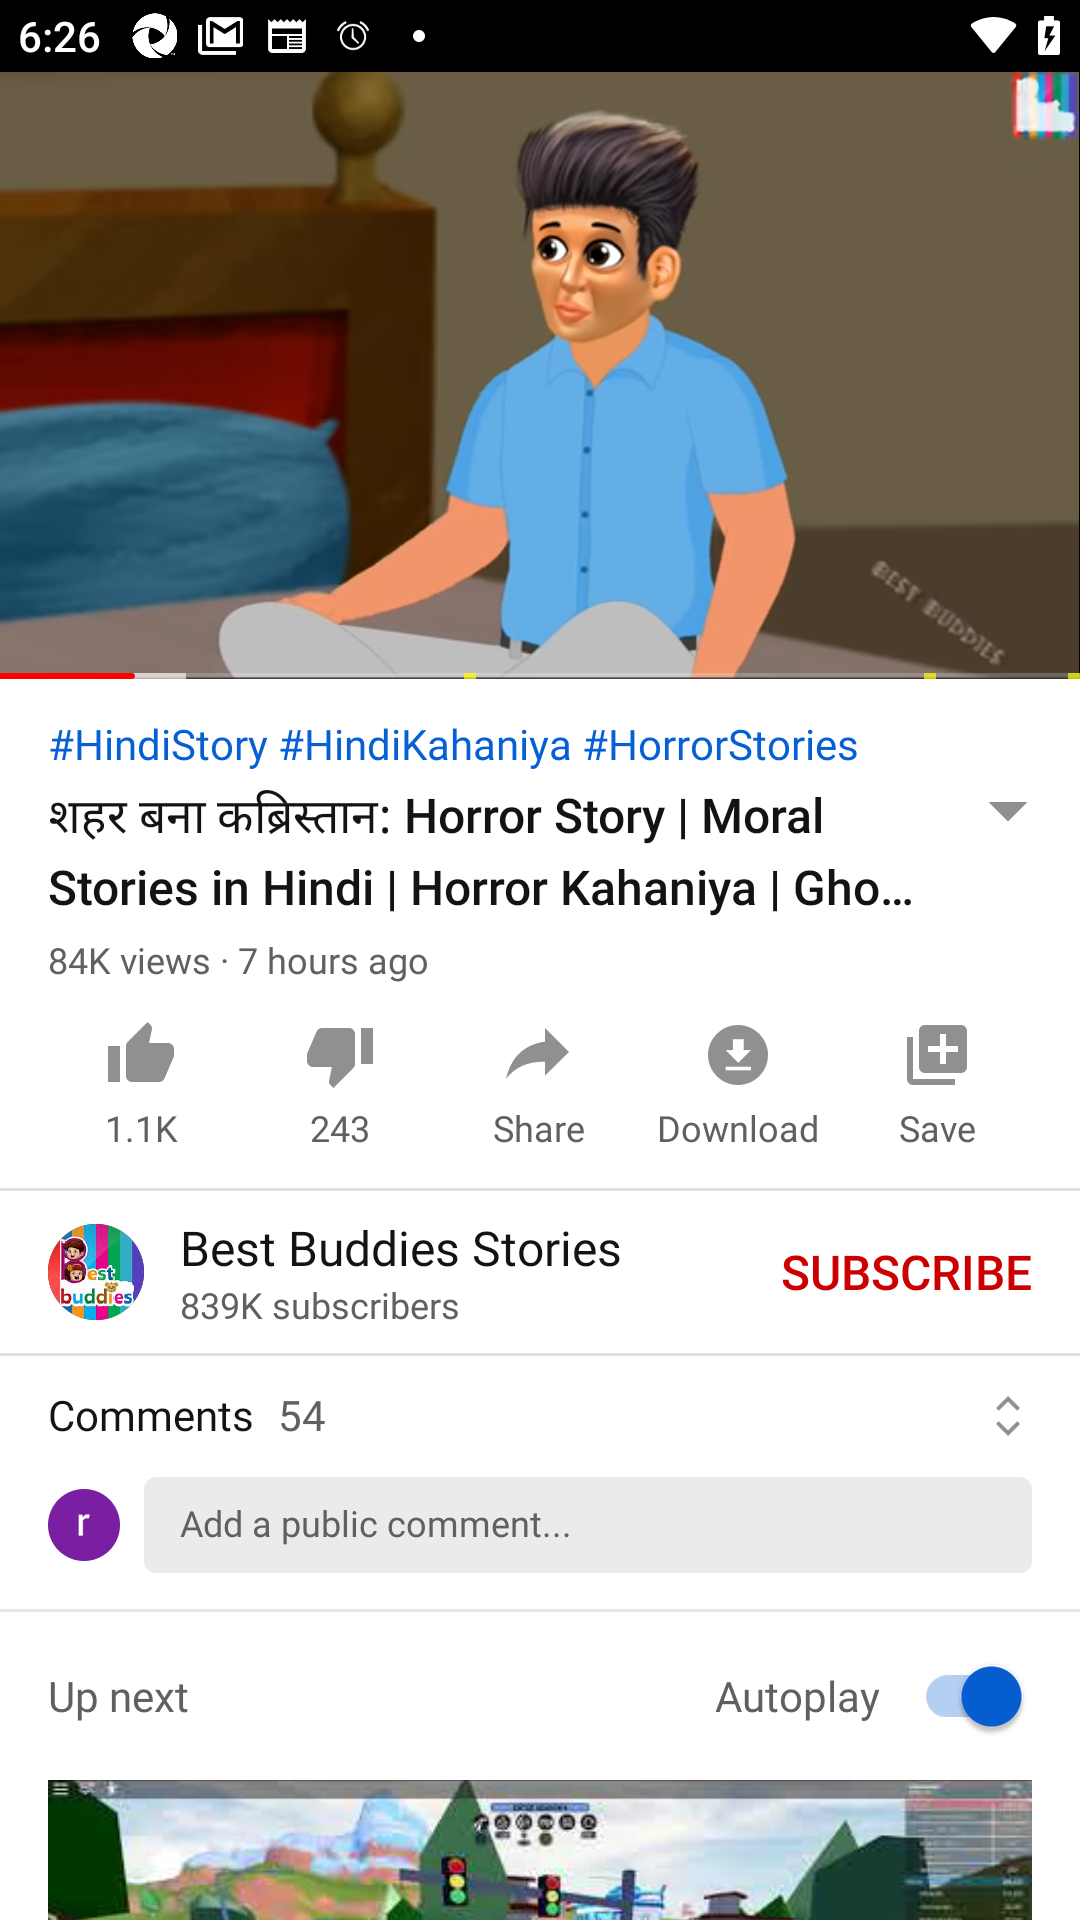 6:26
BEST BUDDIES
#HindiStory #HindiKahaniya #HorrorStories
शहर बना कब्रिस्तान: Horror Story | Moral
Stories in Hindi | Horror Kahaniya | Gho...
84K views · 7 hours ago
1.1K
243
Share
Download
Save
Best Buddies Stories
839K subscribers
SUBSCRIBE
est
buddies
Comments 54
r
Add a public comment...
Up next
Autoplay